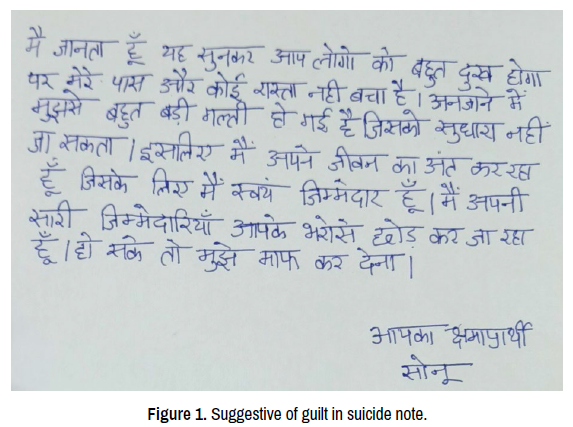 मै जानता हूँ यह सुनकर आप लोगो को बहुत दुख होगा
पर मेरे पास और कोई रास्ता नही बचा है। अनजाने में
मुझसे बहुत बड़ी गल्ती हो गई है जिसको सुधारा नहीं
जा सकता। इसलिए मैं अपने जीवन का अंत कर रहा
हूँ जिसके लिए मैं स्वयं जिम्मेदार हूँ। मैं अपनी
सारी जिम्मेदारियाँ आपके भरोसे छोड़ कर जा रहा
हूँ। हो सके तो मुझे माफ कर देना।
आपका क्षमाप्रार्थी
सोनू
Figure 1. Suggestive of guilt in suicide note.